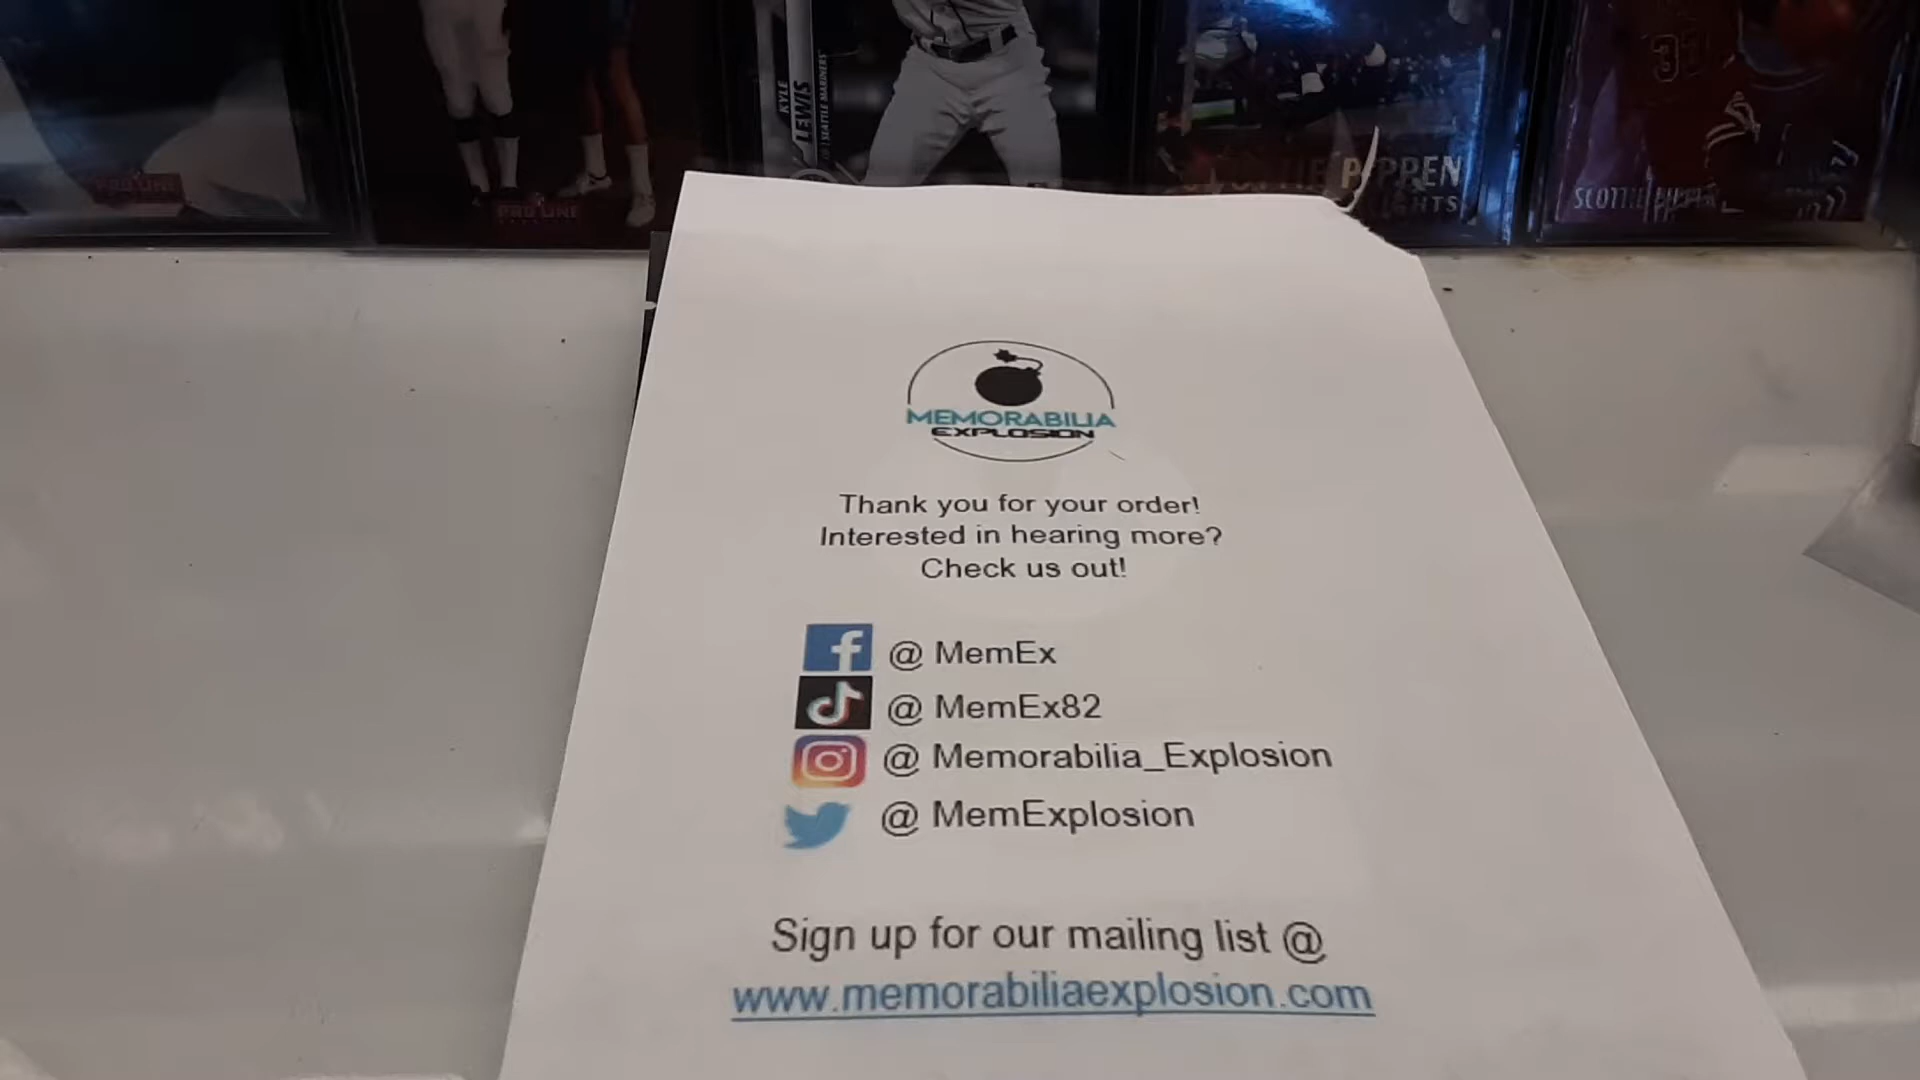 PRO LINE
PRO LINE
KYLE
LEWIS
SEATTLE MARINERS
PIPPEN
33
SCOTTIE PIPPEN
MEMORABILIA
EXPLOSION
Thank you for your order!
Interested in hearing more?
Check us out!
@ MemEx
@ MemEx82
@ Memorabilia_Explosion
@ MemExplosion
Sign up for our mailing list @
www.memorabiliaexplosion.com